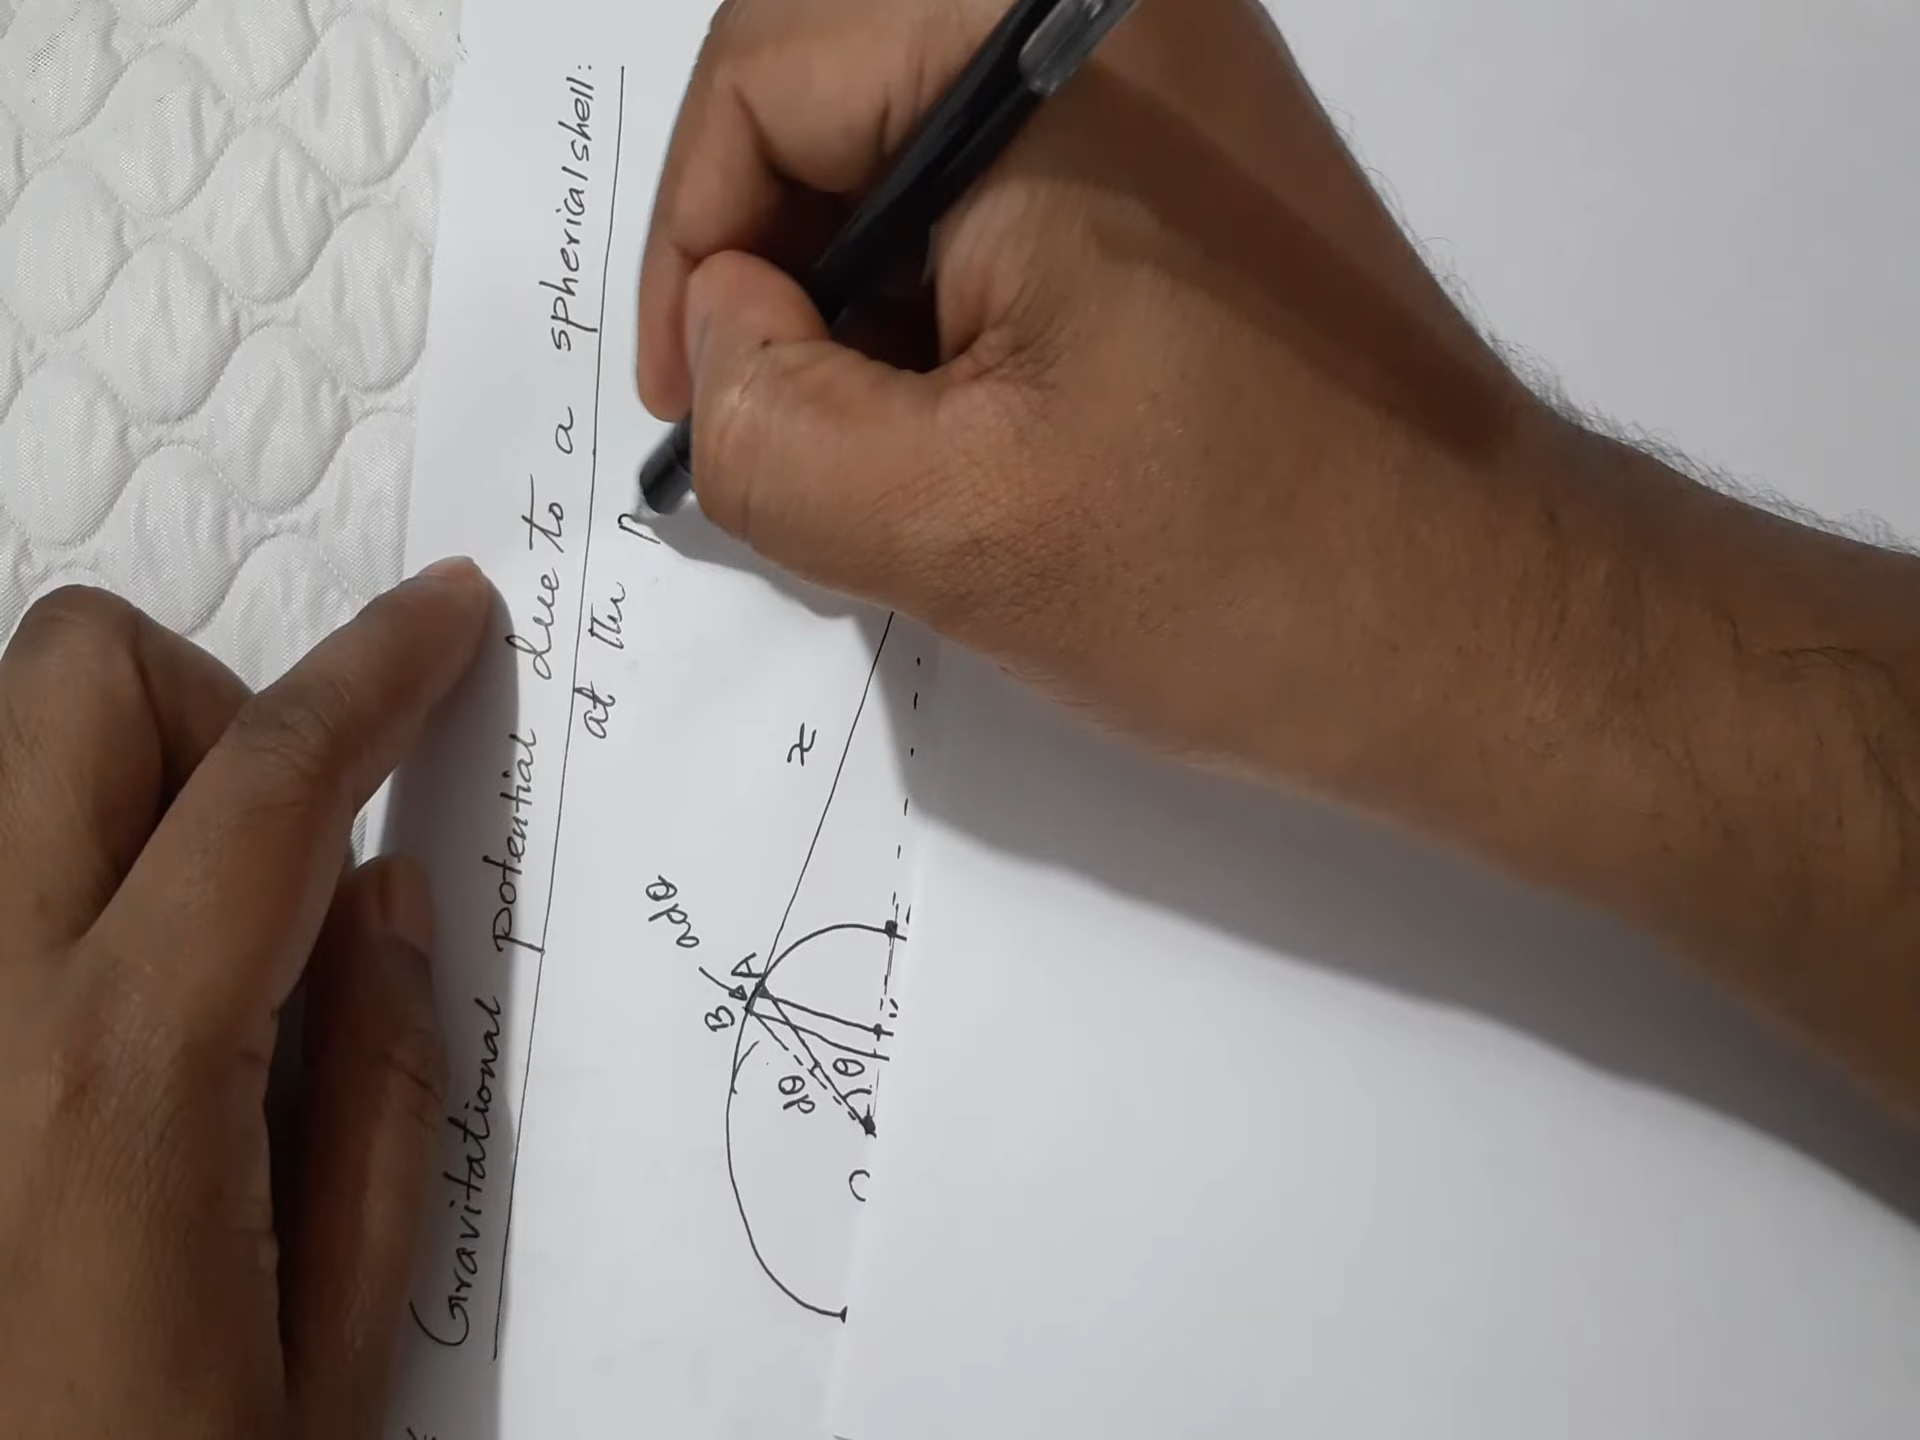 Gravitational potential due to a spherical shell:
at the
x
adθ
B
A
dθ
θ